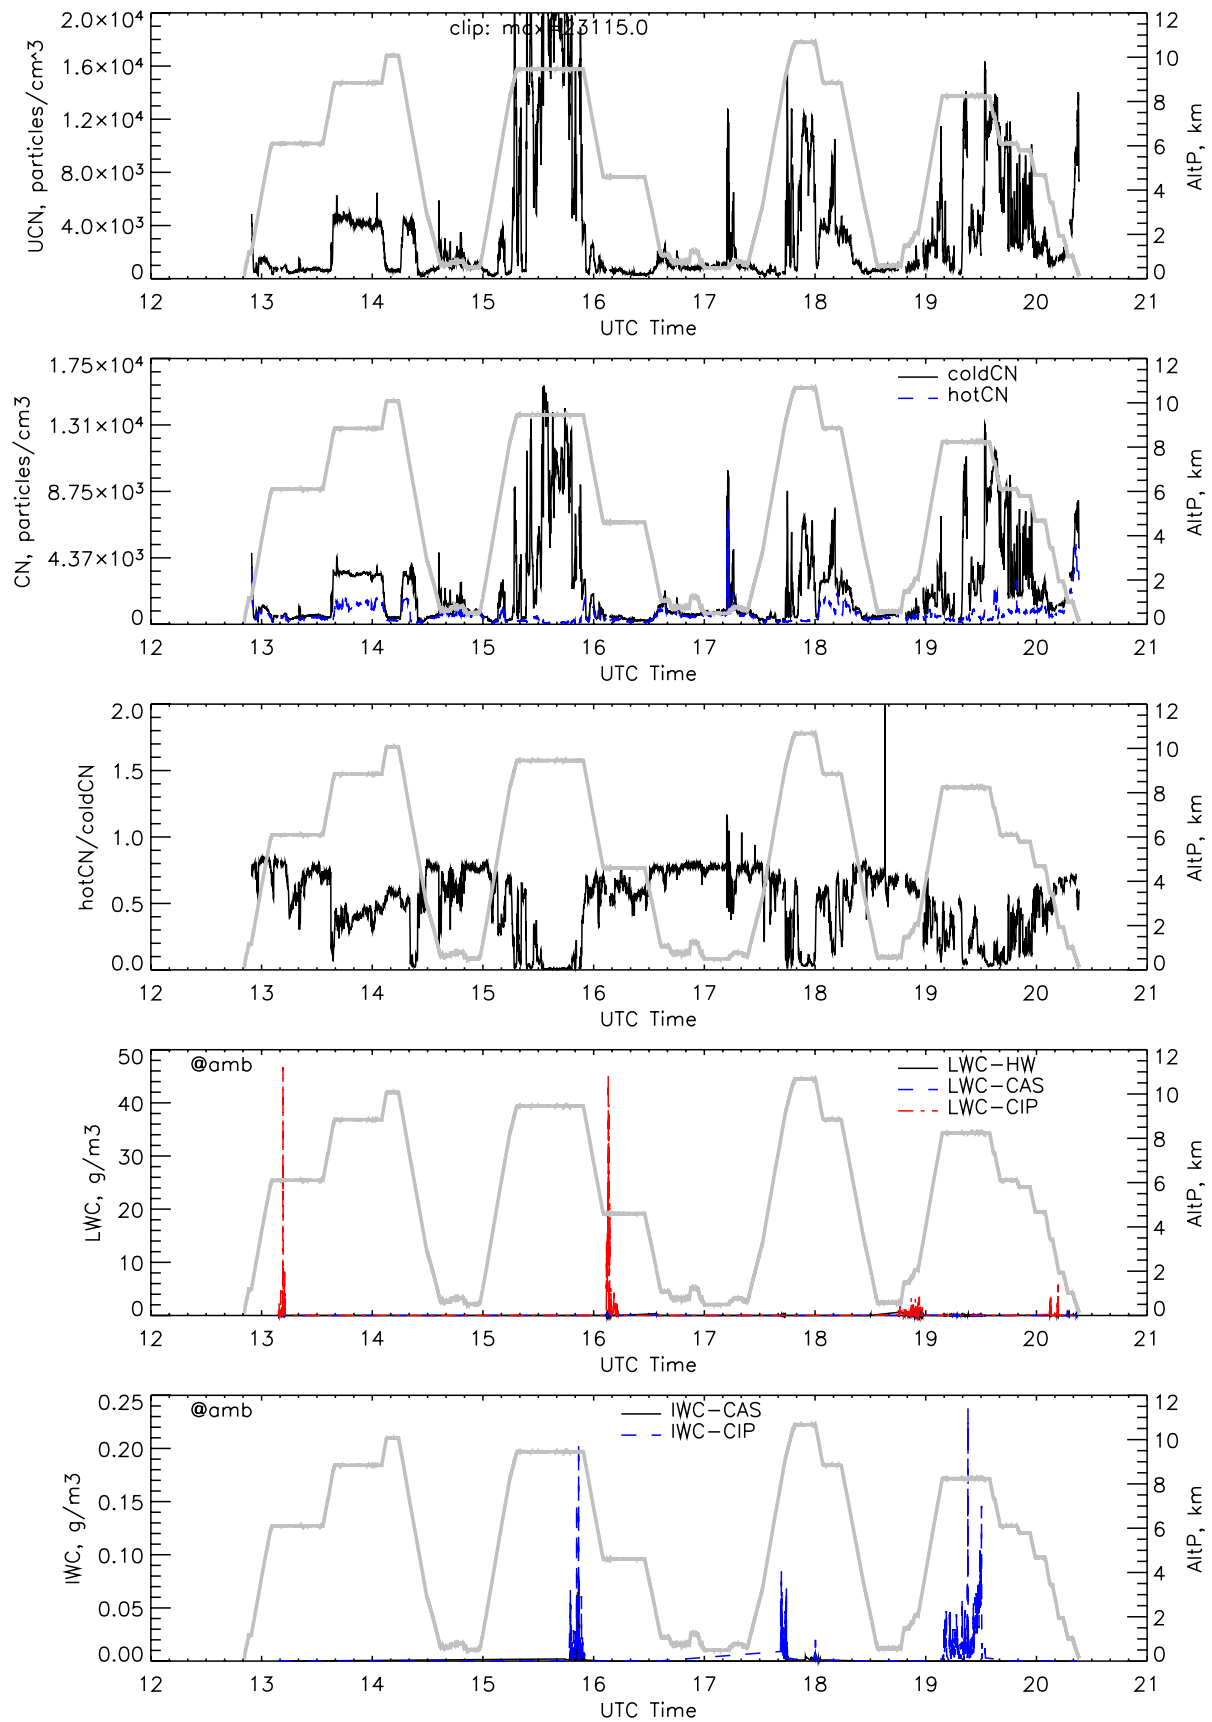 clip: max=23115.0
UCN, particles/cm^3
2.0×10⁴
1.6×10⁴
1.2×10⁴
8.0×10³
4.0×10³
0
12
10
8
6
4
2
0
AltP, km
12 13 14 15 16 17 18 19 20 21
UTC Time
CN, particles/cm3
1.75×10⁴
1.31×10⁴
8.75×10³
4.37×10³
0
coldCN
hotCN
12
10
8
6
4
2
0
AltP, km
12 13 14 15 16 17 18 19 20 21
UTC Time
hotCN/coldCN
2.0
1.5
1.0
0.5
0.0
12
10
8
6
4
2
0
AltP, km
12 13 14 15 16 17 18 19 20 21
UTC Time
@amb
LWC, g/m3
50
40
30
20
10
0
LWC-HW
LWC-CAS
LWC-CIP
12
10
8
6
4
2
0
AltP, km
12 13 14 15 16 17 18 19 20 21
UTC Time
@amb
IWC, g/m3
0.25
0.20
0.15
0.10
0.05
0.00
IWC-CAS
IWC-CIP
12
10
8
6
4
2
0
AltP, km
12 13 14 15 16 17 18 19 20 21
UTC Time